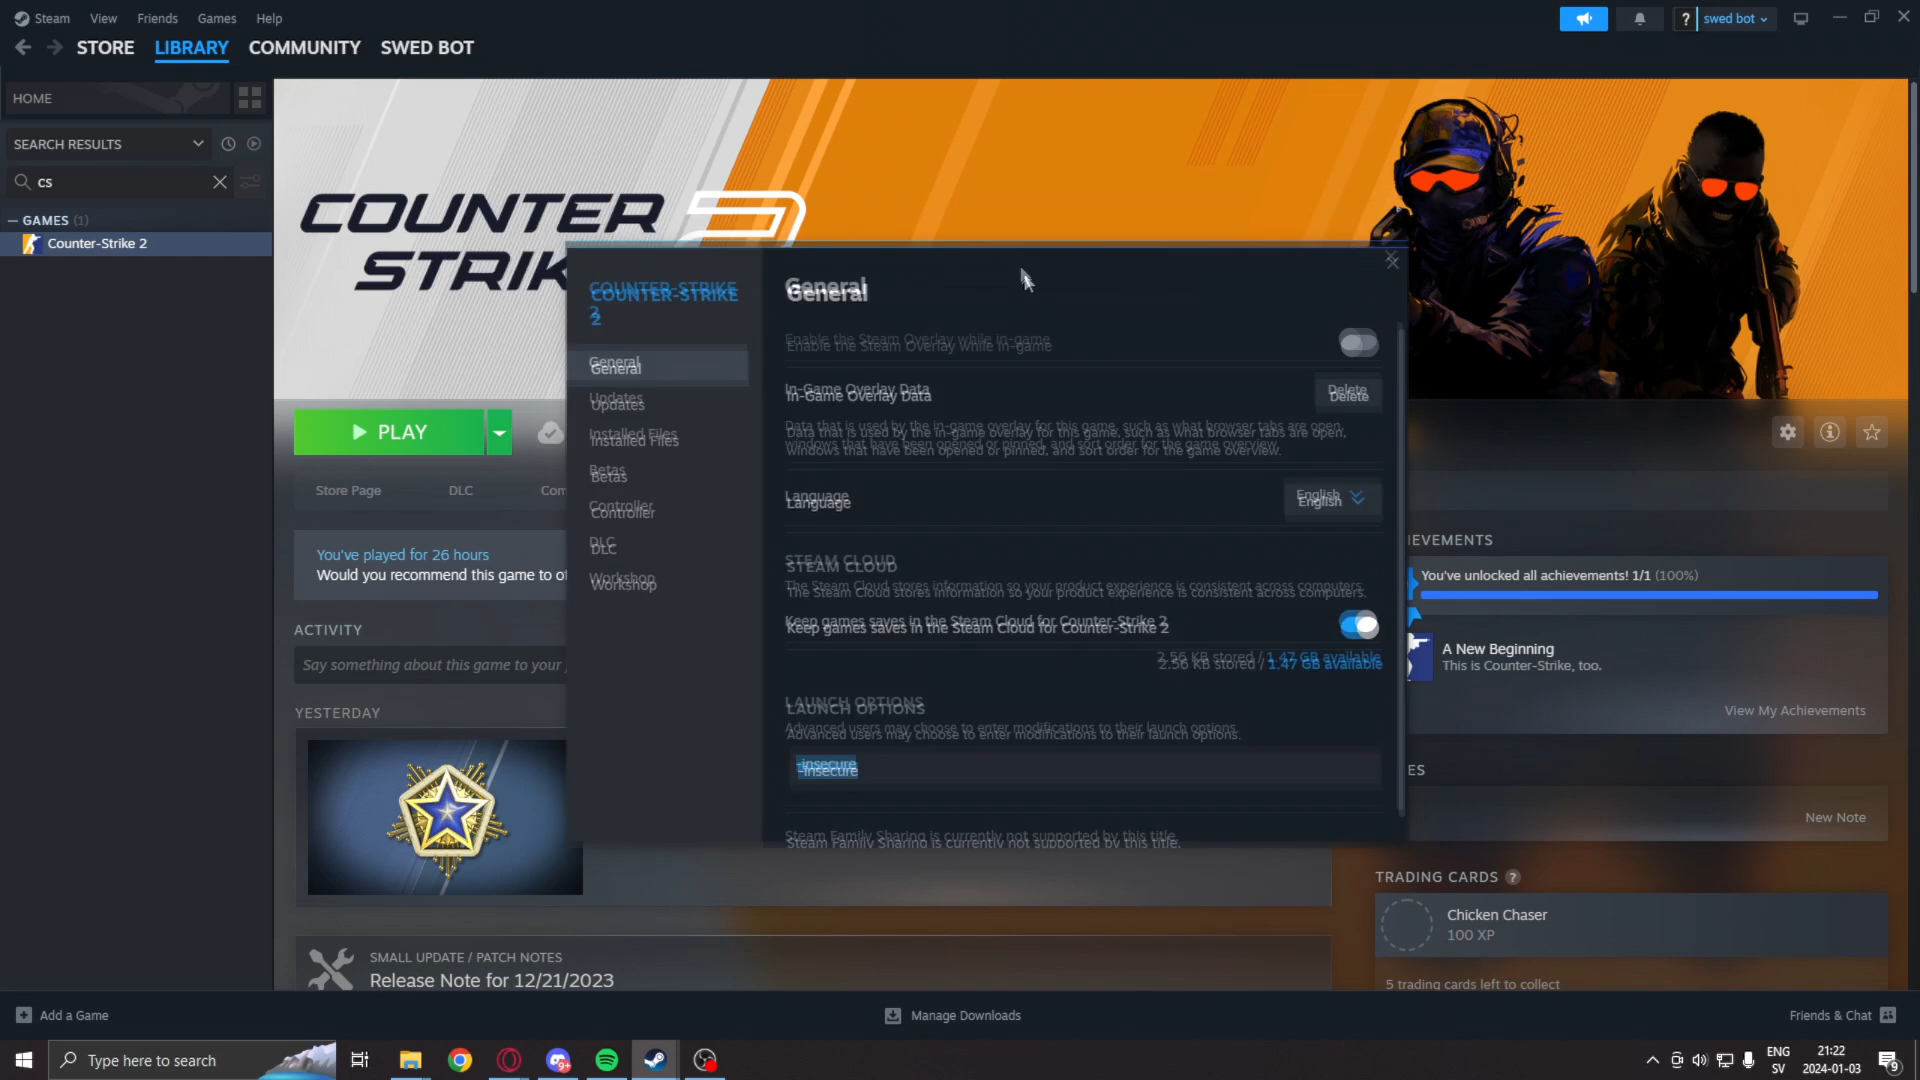 Steam View Friends Games Help
? swed bot
STORE LIBRARY COMMUNITY SWED BOT
HOME
SEARCH RESULTS
cs
GAMES (1)
Counter-Strike 2
COUNTER
STRIK
COUNTER-STRIKE
2
General
Updates
Installed Files
Betas
Controller
DLC
Workshop
General
Enable the Steam Overlay while in-game
In-Game Overlay Data
Delete
Data that is used by the in-game overlay for this game, such as what browser tabs are open,
windows that have been opened or pinned, and sort order for the game overview.
Language
English
STEAM CLOUD
The Steam Cloud stores information so your product experience is consistent across computers.
Keep games saves in the Steam Cloud for Counter-Strike 2
2.56 KB stored / 1.47 GB available
LAUNCH OPTIONS
Advanced users may choose to enter modifications to their launch options.
-insecure
Steam Family Sharing is currently not supported by this title.
PLAY
Store Page DLC Com
You've played for 26 hours
Would you recommend this game to ot
ACTIVITY
Say something about this game to your
YESTERDAY
SMALL UPDATE / PATCH NOTES
Release Note for 12/21/2023
IEVEMENTS
You've unlocked all achievements! 1/1 (100%)
A New Beginning
This is Counter-Strike, too.
View My Achievements
ES
New Note
TRADING CARDS ?
Chicken Chaser
100 XP
5 trading cards left to collect
Add a Game
Manage Downloads
Friends & Chat
Type here to search
9+
ENG
SV
21:22
2024-01-03
9